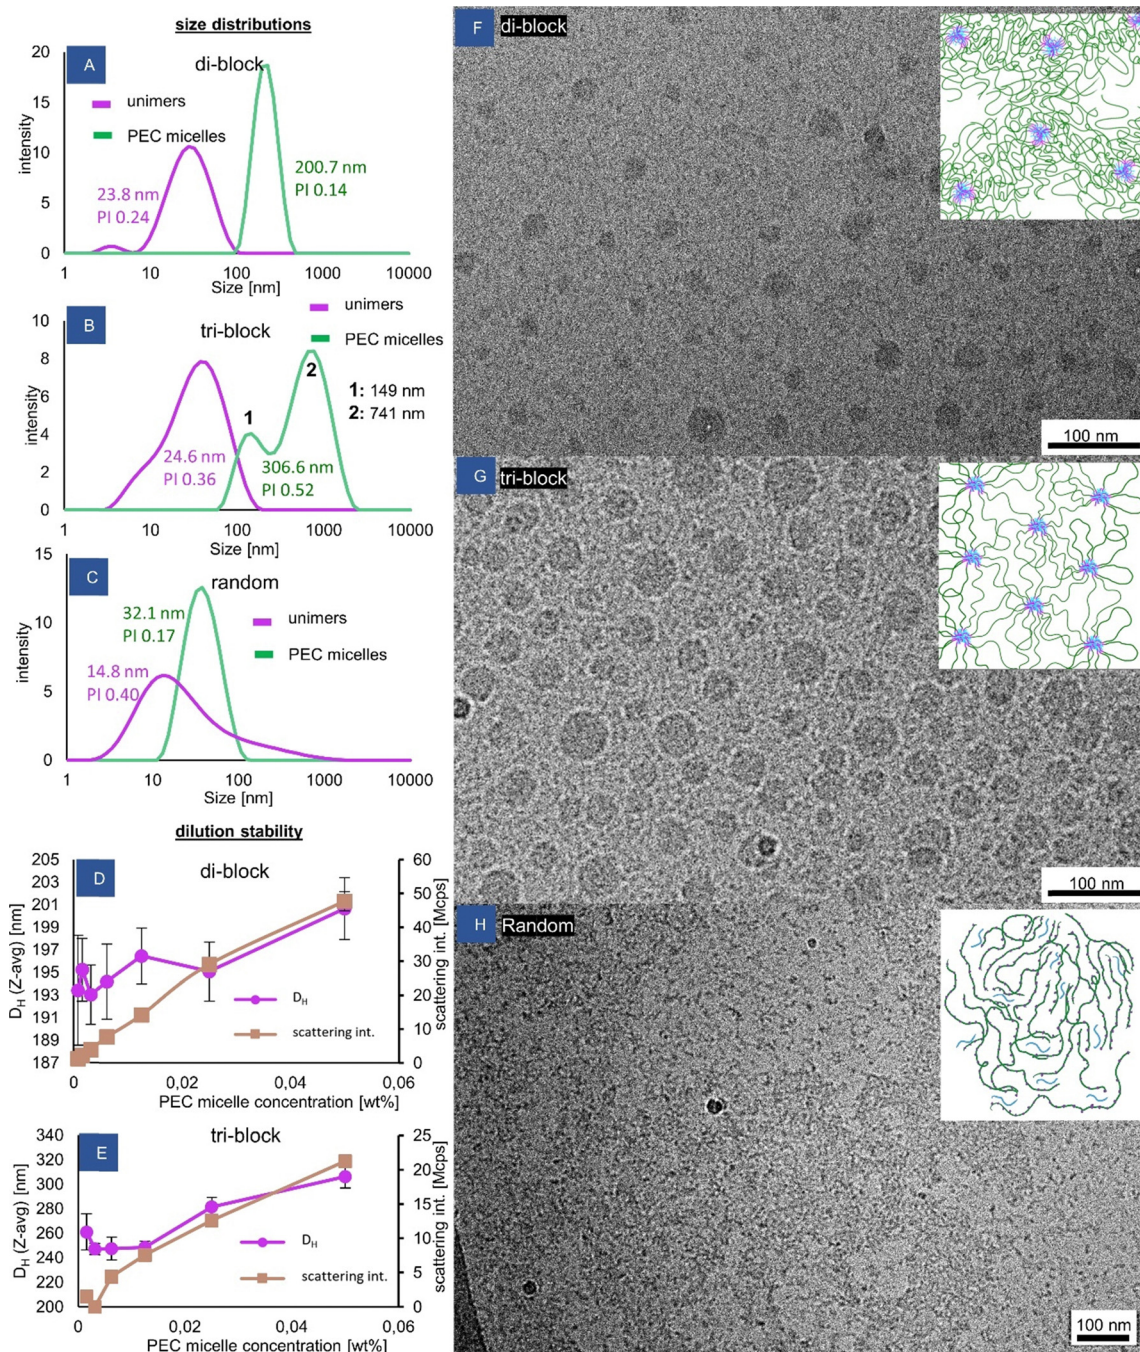 size distributions
A
di-block
unimers
PEC micelles
23.8 nm
PI 0.24
200.7 nm
PI 0.14
intensity
20
15
10
5
0
1
10
100
1000
10000
Size [nm]
B
tri-block
unimers
PEC micelles
1
2
1: 149 nm
2: 741 nm
24.6 nm
PI 0.36
306.6 nm
PI 0.52
intensity
10
8
6
4
2
0
1
10
100
1000
10000
Size [nm]
C
random
32.1 nm
PI 0.17
unimers
PEC micelles
14.8 nm
PI 0.40
intensity
15
10
5
0
1
10
100
1000
10000
Size [nm]
dilution stability
D
di-block
D_H (Z-avg) [nm]
205
203
201
199
197
195
193
191
189
187
scattering int. [Mcps]
60
50
40
30
20
10
0
D_H
scattering int.
0
0,02
0,04
0,06
PEC micelle concentration [wt%]
E
tri-block
D_H (Z-avg) [nm]
340
320
300
280
260
240
220
200
scattering int. [Mcps]
25
20
15
10
5
0
D_H
scattering int.
0
0,02
0,04
0,06
PEC micelle concentration [wt%]
F
di-block
100 nm
G
tri-block
100 nm
H
Random
100 nm